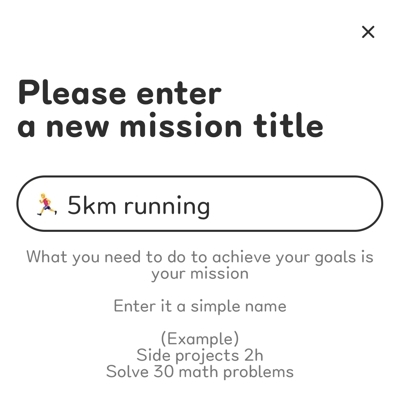 Please enter
a new mission title
🏃 5km running
What you need to do to achieve your goals is
your mission
Enter it a simple name
(Example)
Side projects 2h
Solve 30 math problems